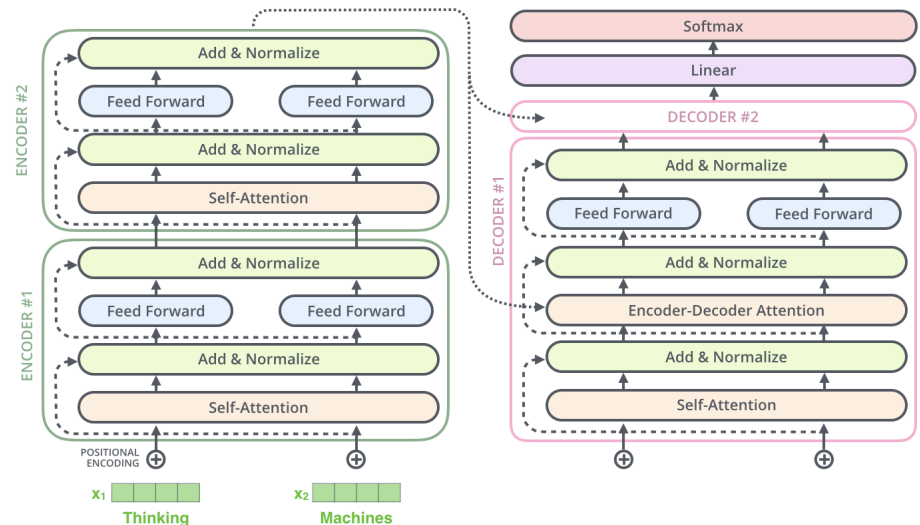 ENCODER #2
Add & Normalize
Feed Forward
Feed Forward
Add & Normalize
Self-Attention
ENCODER #1
Add & Normalize
Feed Forward
Feed Forward
Add & Normalize
Self-Attention
POSITIONAL
ENCODING
x₁
x₂
Thinking
Machines
Softmax
Linear
DECODER #2
DECODER #1
Add & Normalize
Feed Forward
Feed Forward
Add & Normalize
Encoder-Decoder Attention
Add & Normalize
Self-Attention